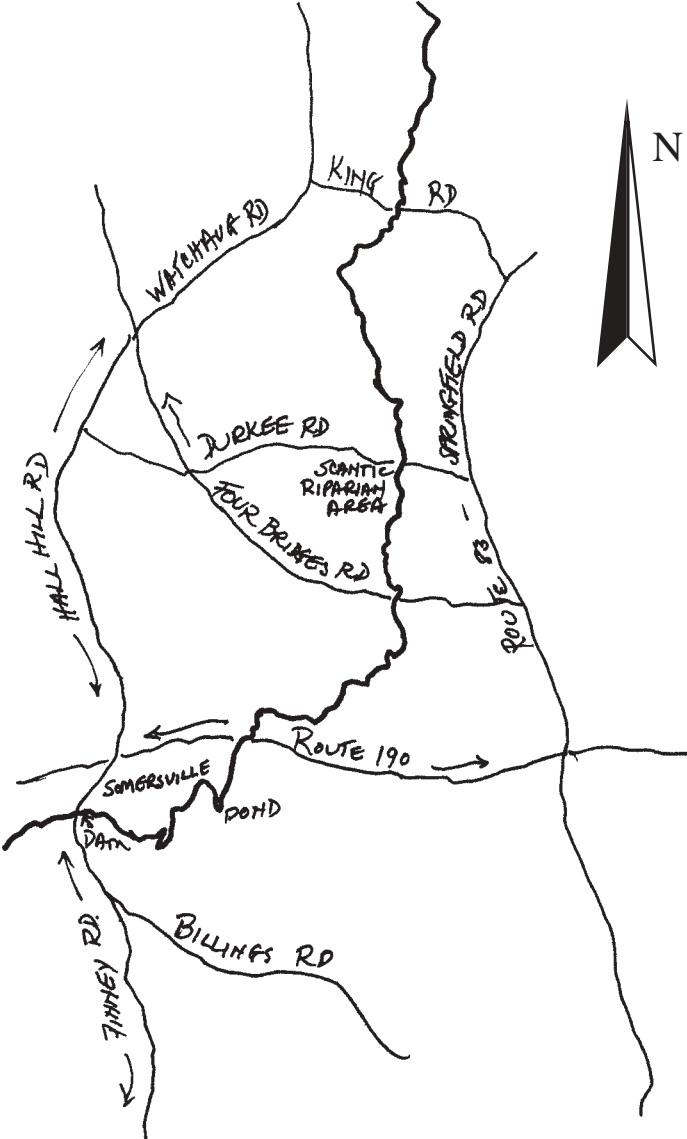 KING RD
N
WATCHAUG RD
SPRINGFIELD RD - ROUTE 83
DURKEE RD
SCANTIC
RIPARIAN
AREA
FOUR BRIDGES RD
HALL HILL RD
ROUTE 190
SOMERSVILLE
POND
DAM
BILLINGS RD
PINNEY RD.